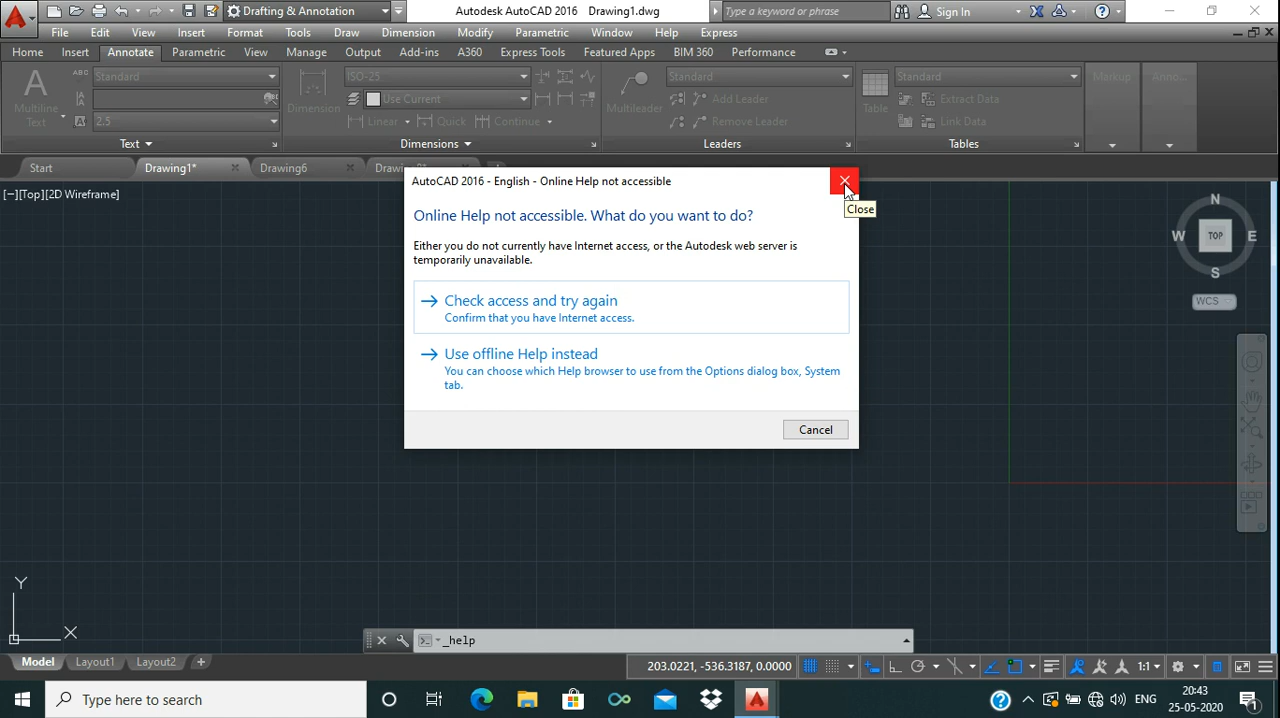 Drafting & Annotation
Autodesk AutoCAD 2016 Drawing1.dwg
Type a keyword or phrase
Sign In
File Edit View Insert Format Tools Draw Dimension Modify Parametric Window Help Express
Home Insert Annotate Parametric View Manage Output Add-ins A360 Express Tools Featured Apps BIM 360 Performance
A ABC Standard ISO-25 Standard Standard Markup
Multiline Text Dimension Use Current Multileader Add Leader Table Extract Data
2.5 Linear Quick Continue Remove Leader Link Data
Text Dimensions Leaders Tables
Start Drawing1* Drawing6
[−][Top][2D Wireframe]
AutoCAD 2016 - English - Online Help not accessible
Close
Online Help not accessible. What do you want to do?
Either you do not currently have Internet access, or the Autodesk web server is
temporarily unavailable.
Check access and try again
Confirm that you have Internet access.
Use offline Help instead
You can choose which Help browser to use from the Options dialog box, System
tab.
Cancel
N
W TOP E
S
WCS
Y
X
_help
Model Layout1 Layout2
203.0221, -536.3187, 0.0000
1:1
Type here to search
ENG
20:43
25-05-2020
1